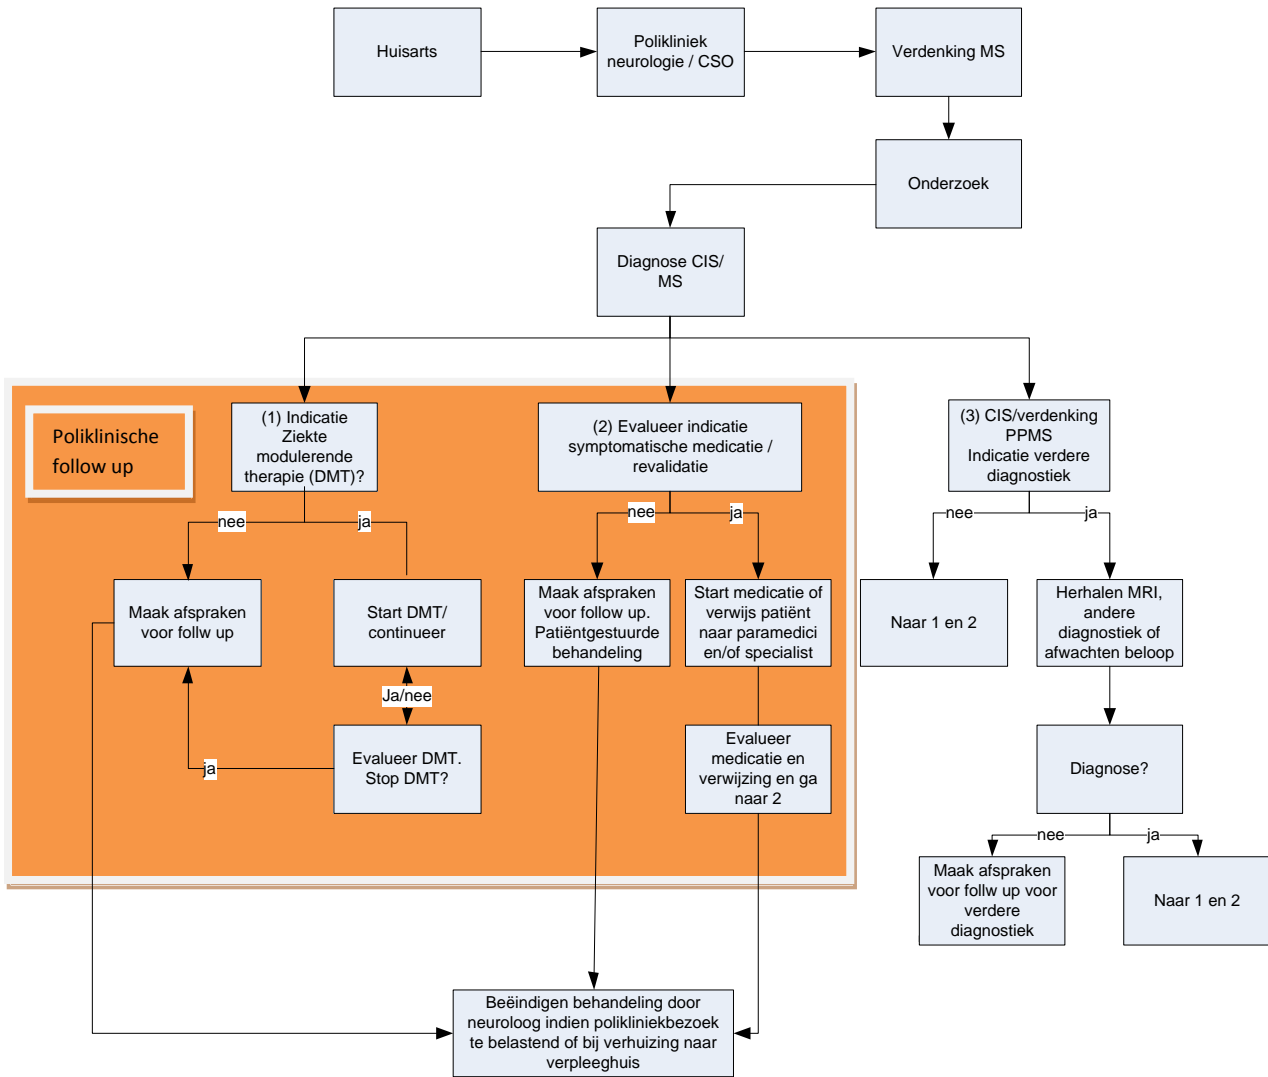 Huisarts
Polikliniek
neurologie / CSO
Verdenking MS
Onderzoek
Diagnose CIS/
MS
Poliklinische
follow up
(1) Indicatie
Ziekte
modulerende
therapie (DMT)?
(2) Evalueer indicatie
symptomatische medicatie /
revalidatie
(3) CIS/verdenking
PPMS
Indicatie verdere
diagnostiek
nee
ja
nee
ja
nee
ja
Maak afspraken
voor follw up
Start DMT/
continueer
Maak afspraken
voor follow up.
Patiëntgestuurde
behandeling
Start medicatie of
verwijs patiënt
naar paramedici
en/of specialist
Naar 1 en 2
Herhalen MRI,
andere
diagnostiek of
afwachten beloop
Ja/nee
ja
Evalueer DMT.
Stop DMT?
Evalueer
medicatie en
verwijzing en ga
naar 2
Diagnose?
nee
ja
Maak afspraken
voor follw up voor
verdere
diagnostiek
Naar 1 en 2
Beëindigen behandeling door
neuroloog indien polikliniekbezoek
te belastend of bij verhuizing naar
verpleeghuis